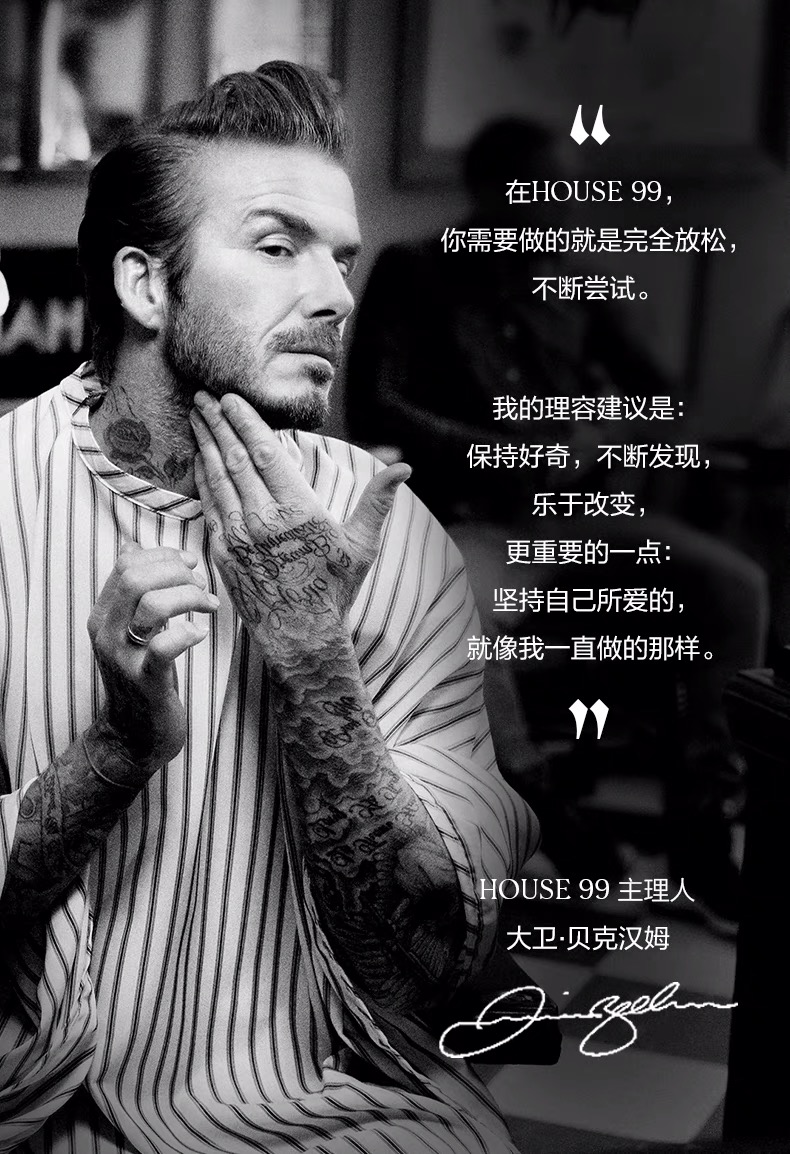 “
在HOUSE 99，
你需要做的就是完全放松，
不断尝试。
我的理容建议是：
保持好奇，不断发现，
乐于改变，
更重要的一点：
坚持自己所爱的，
就像我一直做的那样。
”
HOUSE 99 主理人
大卫·贝克汉姆